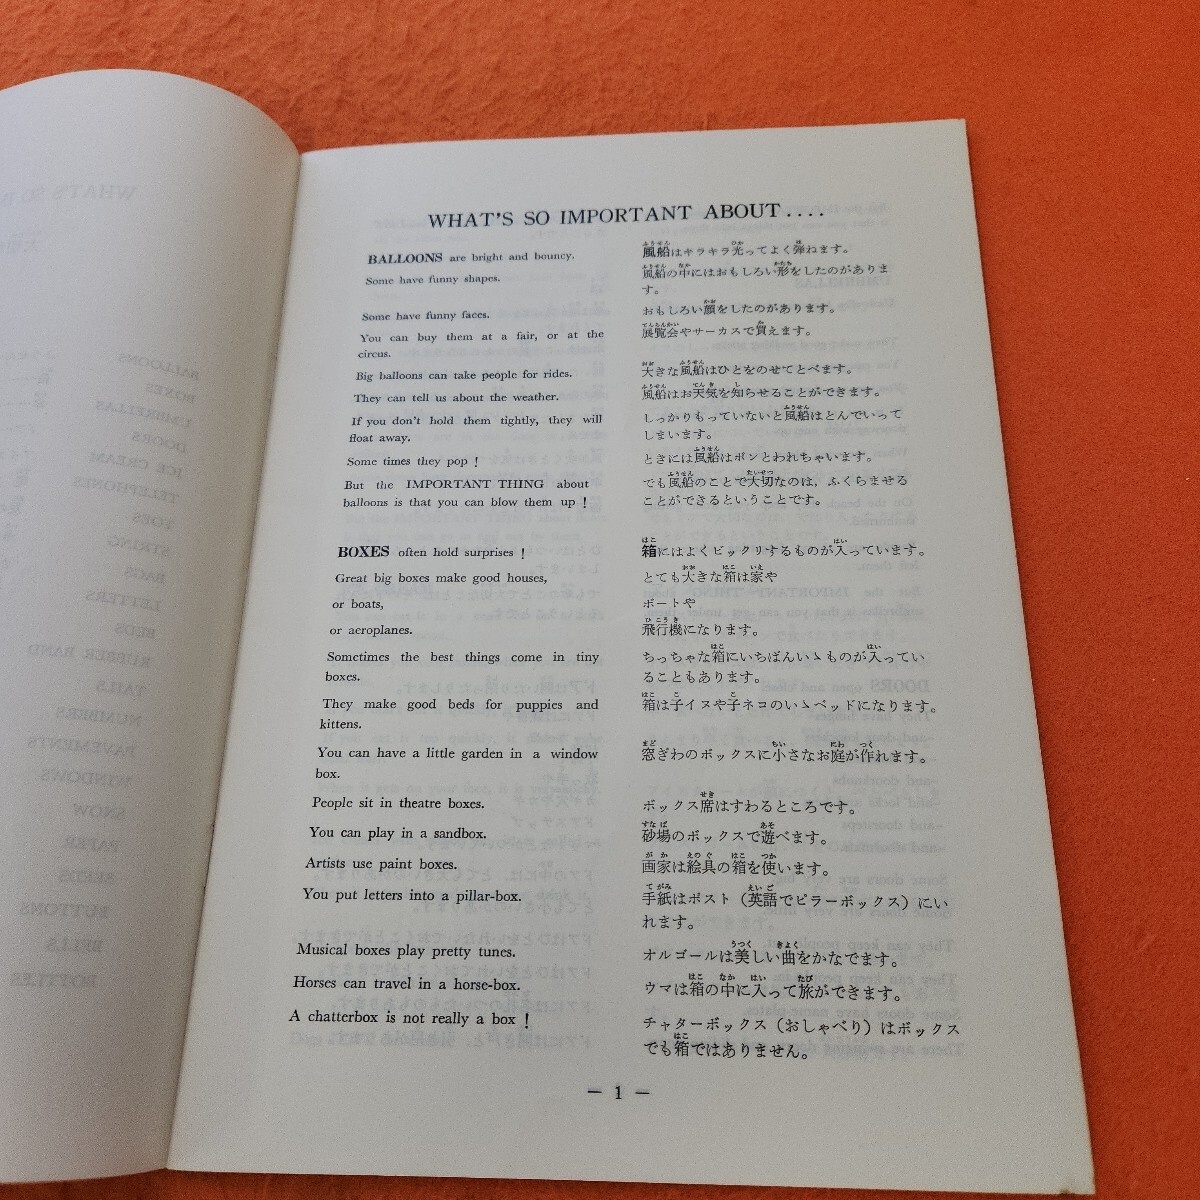 WHAT'S SO IMPORTANT ABOUT....
BALLOONS are bright and bouncy.
Some have funny shapes.
Some have funny faces.
You can buy them at a fair, or at the
circus.
Big balloons can take people for rides.
They can tell us about the weather.
If you don't hold them tightly, they will
float away.
Some times they pop !
But the IMPORTANT THING about
balloons is that you can blow them up !
BOXES often hold surprises !
Great big boxes make good houses,
or boats,
or aeroplanes.
Sometimes the best things come in tiny
boxes.
They make good beds for puppies and
kittens.
You can have a little garden in a window
box.
People sit in theatre boxes.
You can play in a sandbox.
Artists use paint boxes.
You put letters into a pillar-box.
Musical boxes play pretty tunes.
Horses can travel in a horse-box.
A chatterbox is not really a box !
風船はキラキラ光ってよく弾ねます。
風船の中にはおもしろい形をしたのがありま
す。
おもしろい顔をしたのがあります。
展覧会やサーカスで買えます。
大きな風船はひとをのせてとべます。
風船はお天気を知らせることができます。
しっかりもっていないと風船はとんでいって
しまいます。
ときには風船はポンとわれちゃいます。
でも風船のことで大切なのは，ふくらませる
ことができるということです。
箱にはよくビックリするものが入っています。
とても大きな箱は家や
ボートや
飛行機になります。
ちっちゃな箱にいちばんいゝものが入ってい
ることもあります。
箱は子イヌや子ネコのいゝベッドになります。
窓ぎわのボックスに小さなお庭が作れます。
ボックス席はすわるところです。
砂場のボックスで遊べます。
画家は絵具の箱を使います。
手紙はポスト（英語でピラーボックス）にい
れます。
オルゴールは美しい曲をかなでます。
ウマは箱の中に入って旅ができます。
チャターボックス（おしゃべり）はボックス
でも箱ではありません。
— 1 —